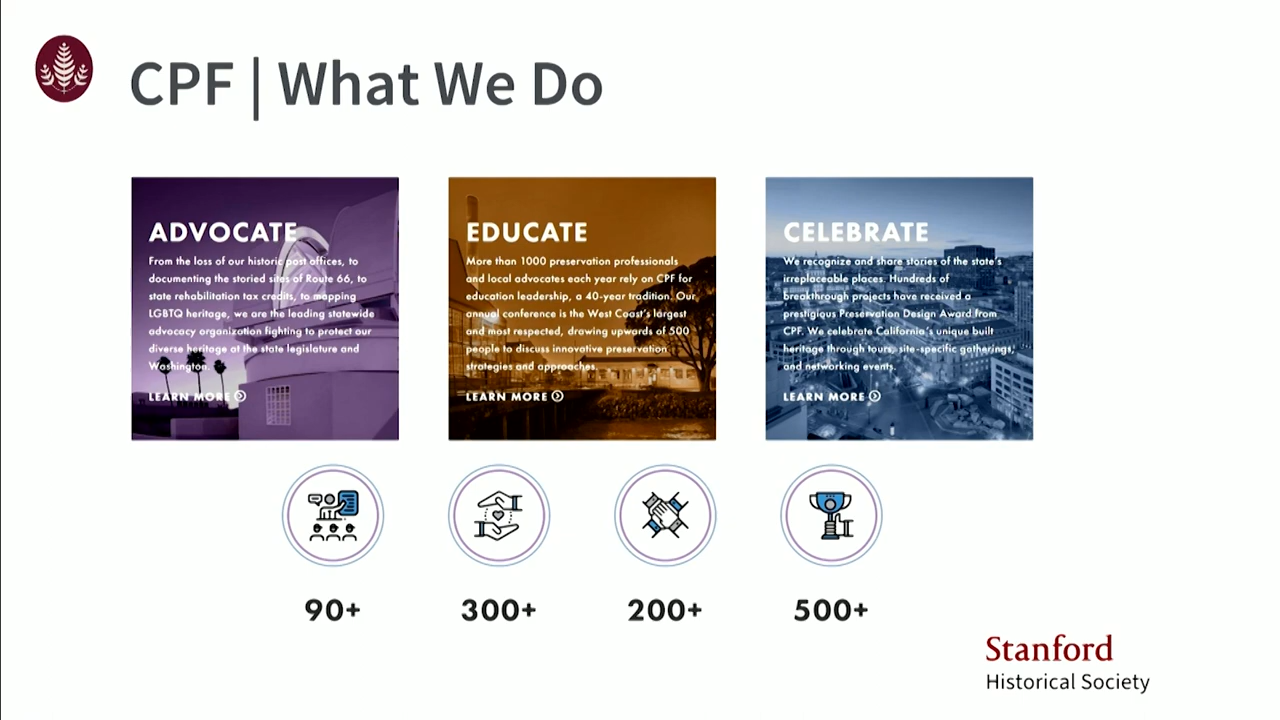 CPF | What We Do
ADVOCATE
From the loss of our historic post offices, to
documenting the storied sites of Route 66, to
state rehabilitation tax credits, to mapping
LGBTQ heritage, we are the leading statewide
advocacy organization fighting to protect our
diverse heritage at the state legislature and
Washington.
LEARN MORE
EDUCATE
More than 1000 preservation professionals
and local advocates each year rely on CPF for
education leadership, a 40-year tradition. Our
annual conference is the West Coast's largest
and most respected, drawing upwards of 500
people to discuss innovative preservation
strategies and approaches.
LEARN MORE
CELEBRATE
We recognize and share stories of the state's
irreplaceable places. Hundreds of
breakthrough projects have received a
prestigious Preservation Design Award from
CPF. We celebrate California's unique built
heritage through tours, site-specific gatherings,
and networking events.
LEARN MORE
90+
300+
200+
500+
Stanford
Historical Society